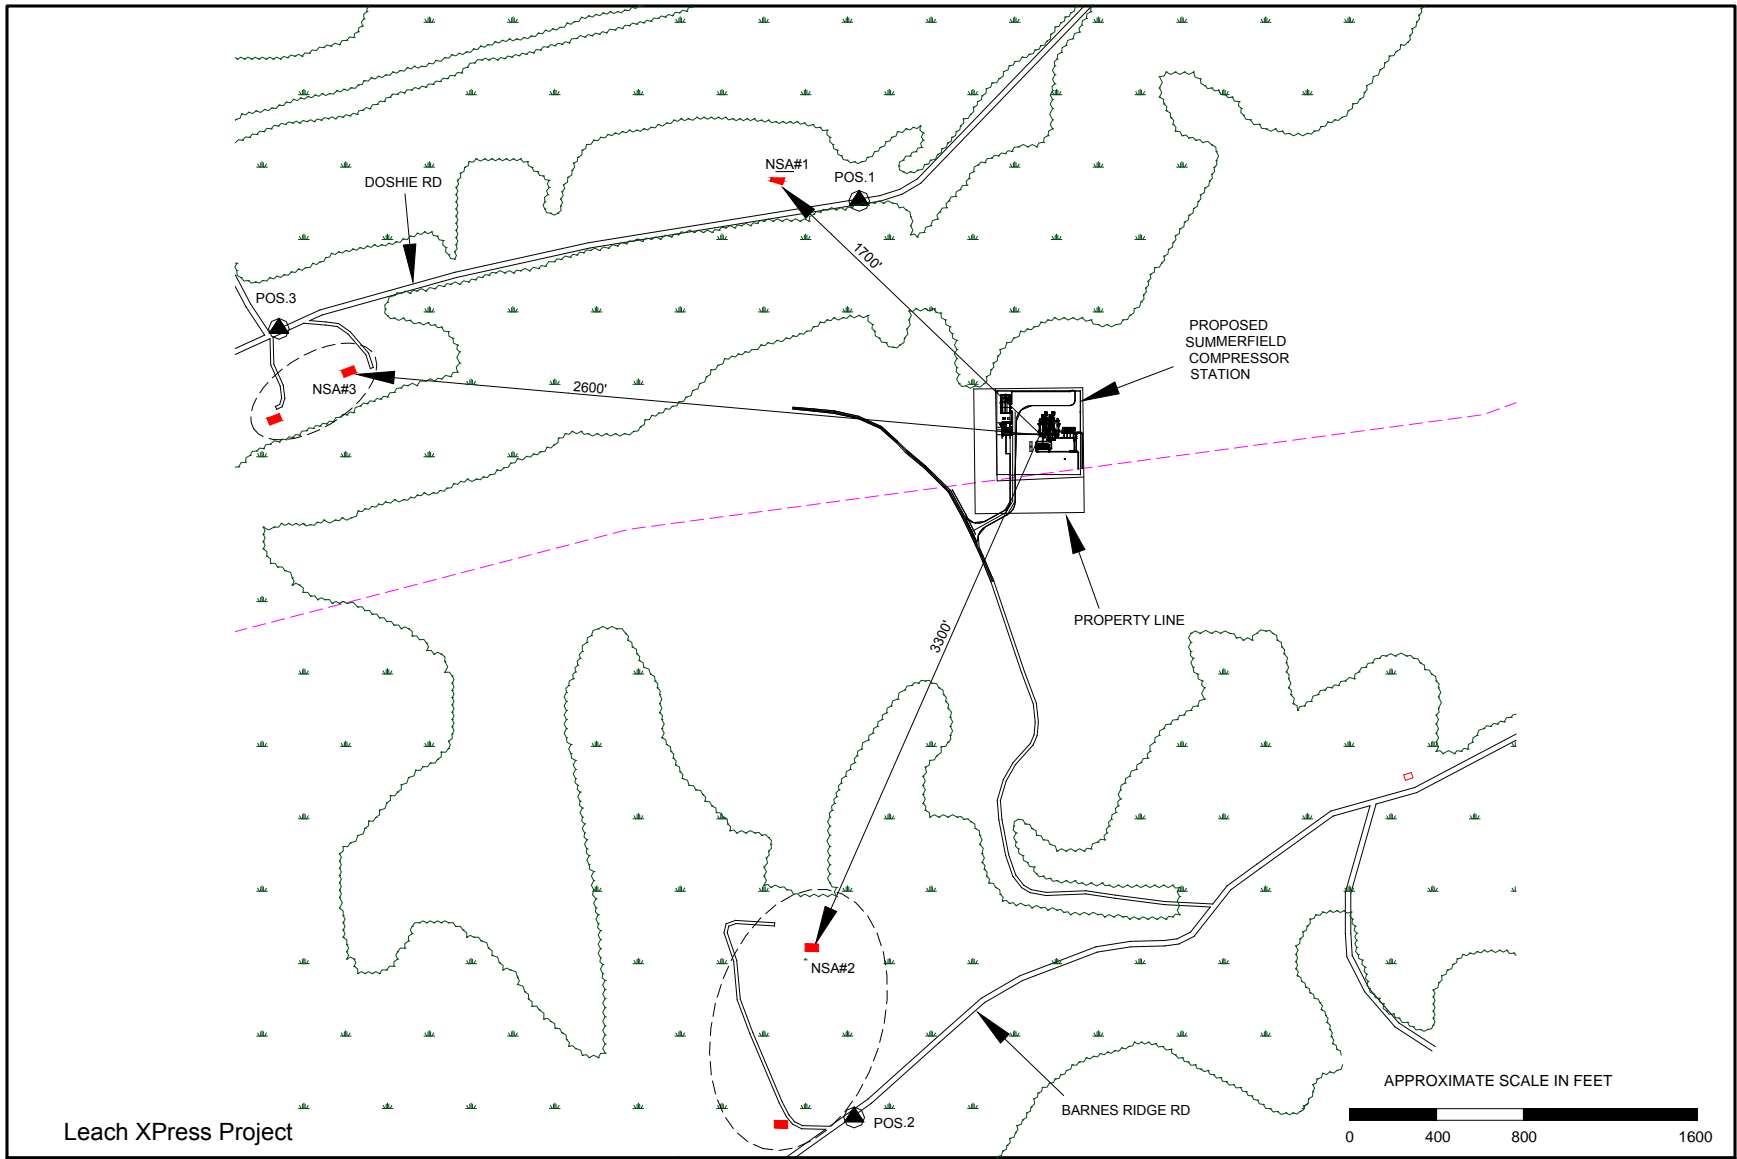 NSA#1
POS.1
DOSHIE RD
1700'
POS.3
PROPOSED
SUMMERFIELD
COMPRESSOR
STATION
NSA#3
2600'
PROPERTY LINE
3300'
NSA#2
APPROXIMATE SCALE IN FEET
BARNES RIDGE RD
POS.2
Leach XPress Project
0 400 800 1600